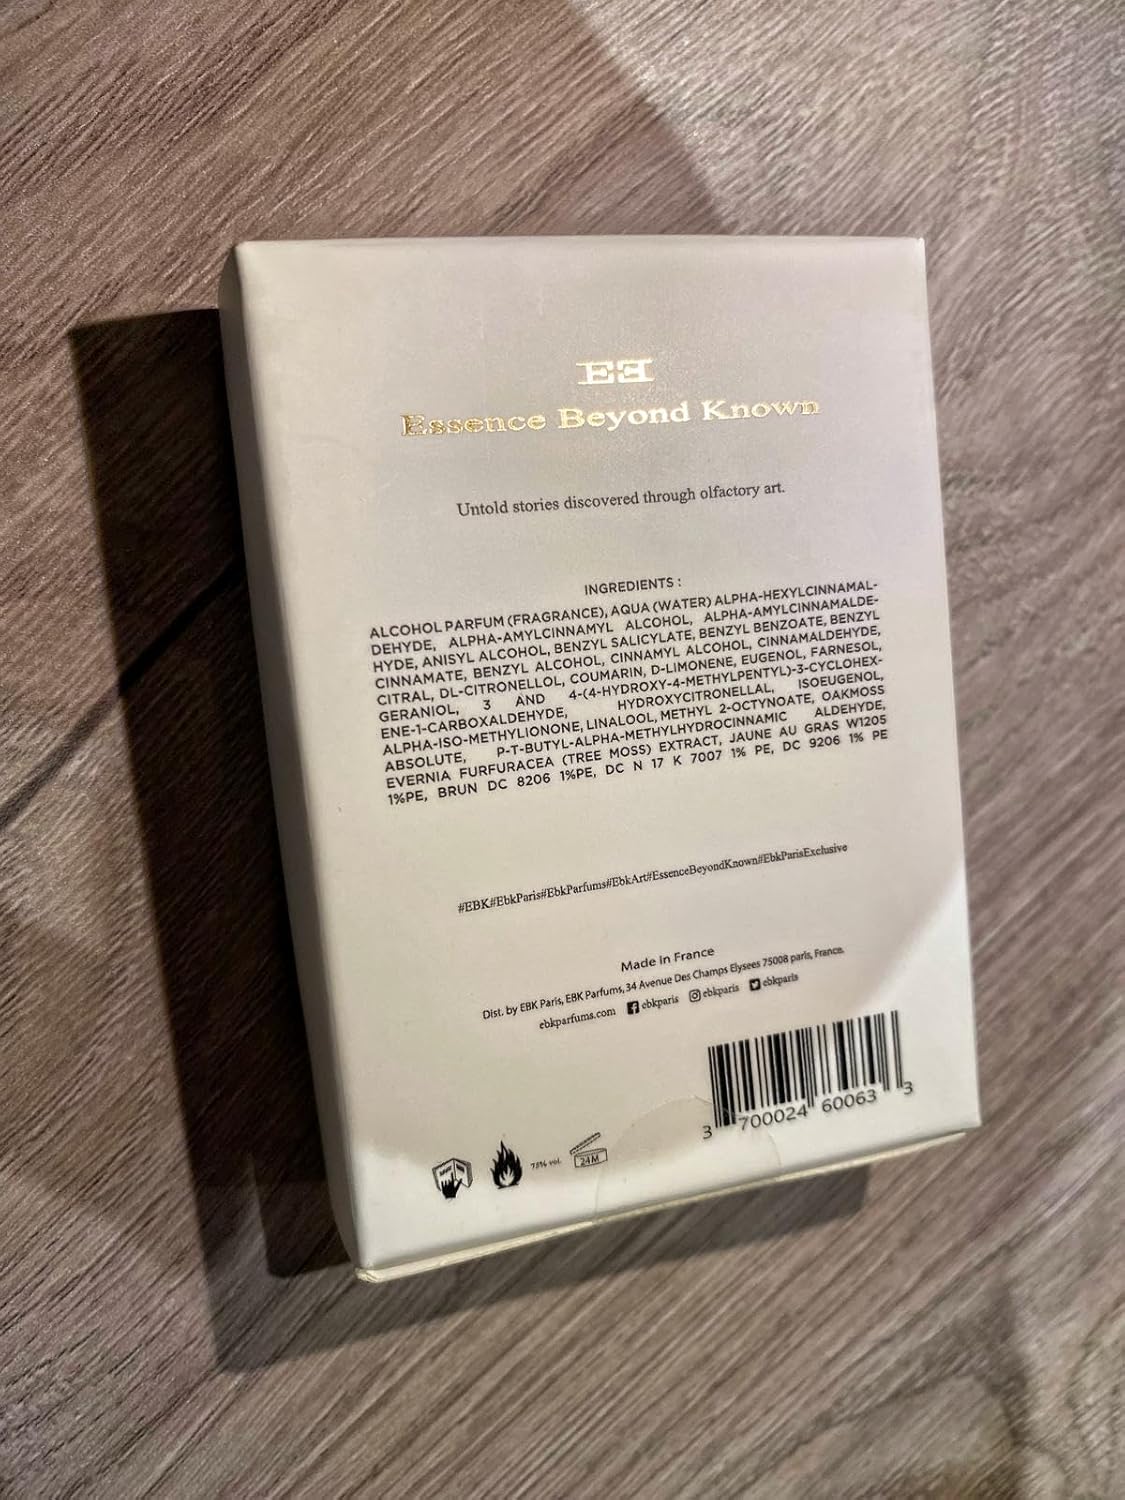 Essence Beyond Known
Untold stories discovered through olfactory art.
INGREDIENTS :
ALCOHOL PARFUM (FRAGRANCE), AQUA (WATER) ALPHA-HEXYLCINNAMAL-
DEHYDE, ALPHA-AMYLCINNAMYL ALCOHOL, ALPHA-AMYLCINNAMALDE-
HYDE, ANISYL ALCOHOL, BENZYL SALICYLATE, BENZYL BENZOATE, BENZYL
CINNAMATE, BENZYL ALCOHOL, CINNAMYL ALCOHOL, CINNAMALDEHYDE,
CITRAL, DL-CITRONELLOL, COUMARIN, D-LIMONENE, EUGENOL, FARNESOL,
GERANIOL, 3 AND 4-(4-HYDROXY-4-METHYLPENTYL)-3-CYCLOHEX-
ENE-1-CARBOXALDEHYDE, HYDROXYCITRONELLAL, ISOEUGENOL,
ALPHA-ISO-METHYLIONONE, LINALOOL, METHYL 2-OCTYNOATE, OAKMOSS
ABSOLUTE, P-T-BUTYL-ALPHA-METHYLHYDROCINNAMIC ALDEHYDE,
EVERNIA FURFURACEA (TREE MOSS) EXTRACT, JAUNE AU GRAS W1205
1%PE, BRUN DC 8206 1%PE, DC N 17 K 7007 1% PE, DC 9206 1% PE
#EBK#EbkParis#EbkParfums#EbkArt#EssenceBeyondKnown#EbkParisExclusive
Made in France
Dist. by EBK Paris, EBK Parfums, 34 Avenue Des Champs Elysees 75008 paris, France.
ebkparfums.com ebkparis ebkparis ebkparis
3 700024 60063 3
vol. 24M